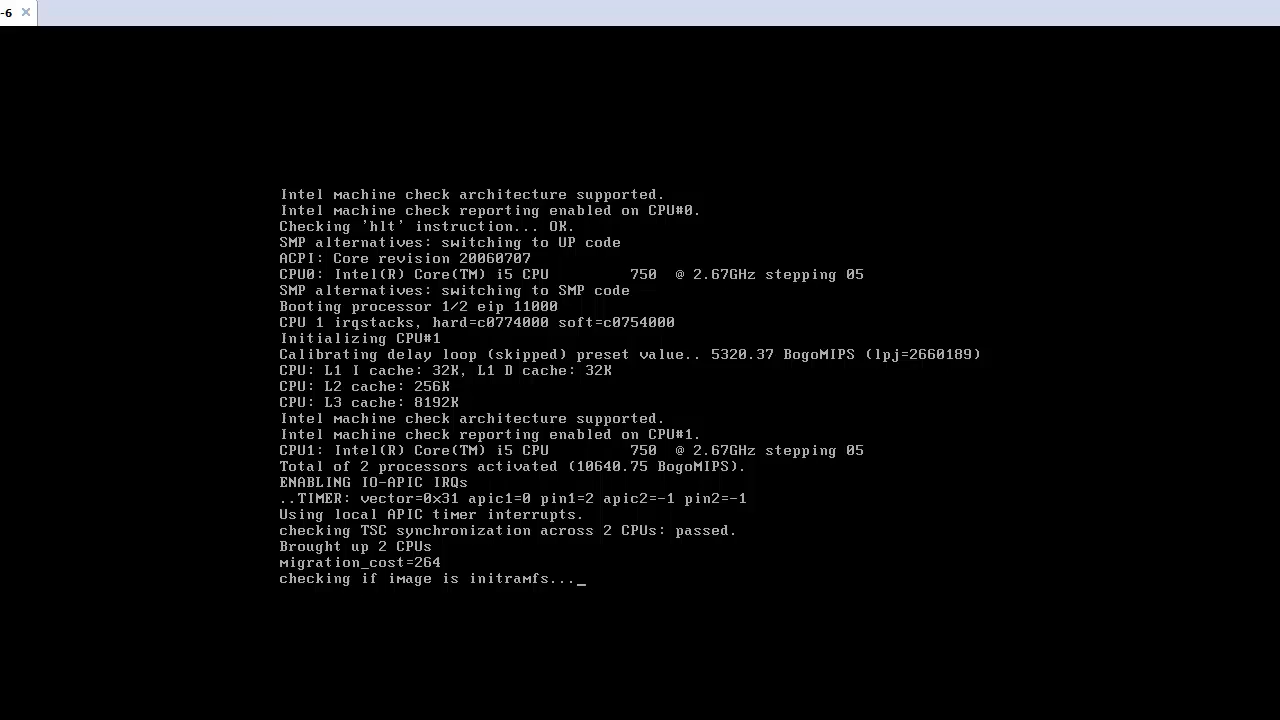 -6 ×
Intel machine check architecture supported.
Intel machine check reporting enabled on CPU#0.
Checking 'hlt' instruction... OK.
SMP alternatives: switching to UP code
ACPI: Core revision 20060707
CPU0: Intel(R) Core(TM) i5 CPU         750  @ 2.67GHz stepping 05
SMP alternatives: switching to SMP code
Booting processor 1/2 eip 11000
CPU 1 irqstacks, hard=c0774000 soft=c0754000
Initializing CPU#1
Calibrating delay loop (skipped) preset value.. 5320.37 BogoMIPS (lpj=2660189)
CPU: L1 I cache: 32K, L1 D cache: 32K
CPU: L2 cache: 256K
CPU: L3 cache: 8192K
Intel machine check architecture supported.
Intel machine check reporting enabled on CPU#1.
CPU1: Intel(R) Core(TM) i5 CPU         750  @ 2.67GHz stepping 05
Total of 2 processors activated (10640.75 BogoMIPS).
ENABLING IO-APIC IRQs
..TIMER: vector=0x31 apic1=0 pin1=2 apic2=-1 pin2=-1
Using local APIC timer interrupts.
checking TSC synchronization across 2 CPUs: passed.
Brought up 2 CPUs
migration_cost=264
checking if image is initramfs..._